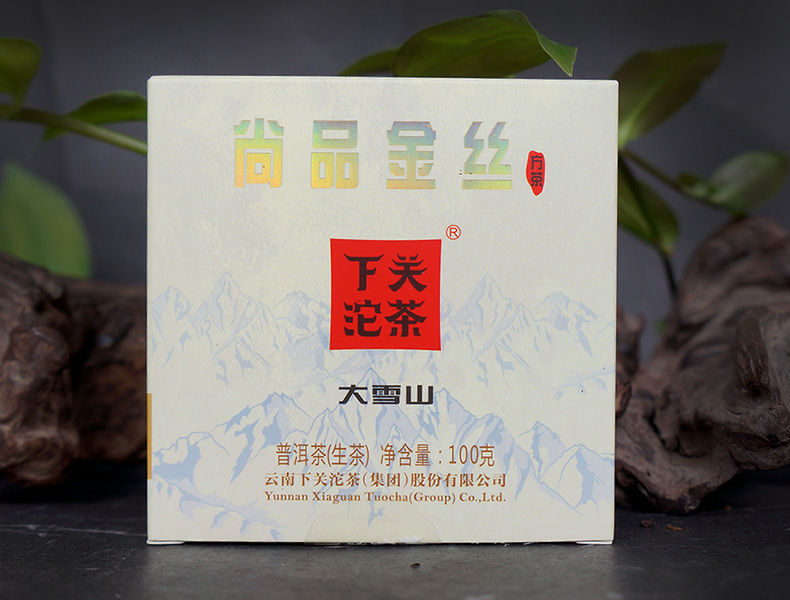 尚品金丝
方茶
®
下关
沱茶
大雪山
普洱茶(生茶) 净含量:100克
云南下关沱茶(集团)股份有限公司
Yunnan Xiaguan Tuocha(Group) Co.,Ltd.